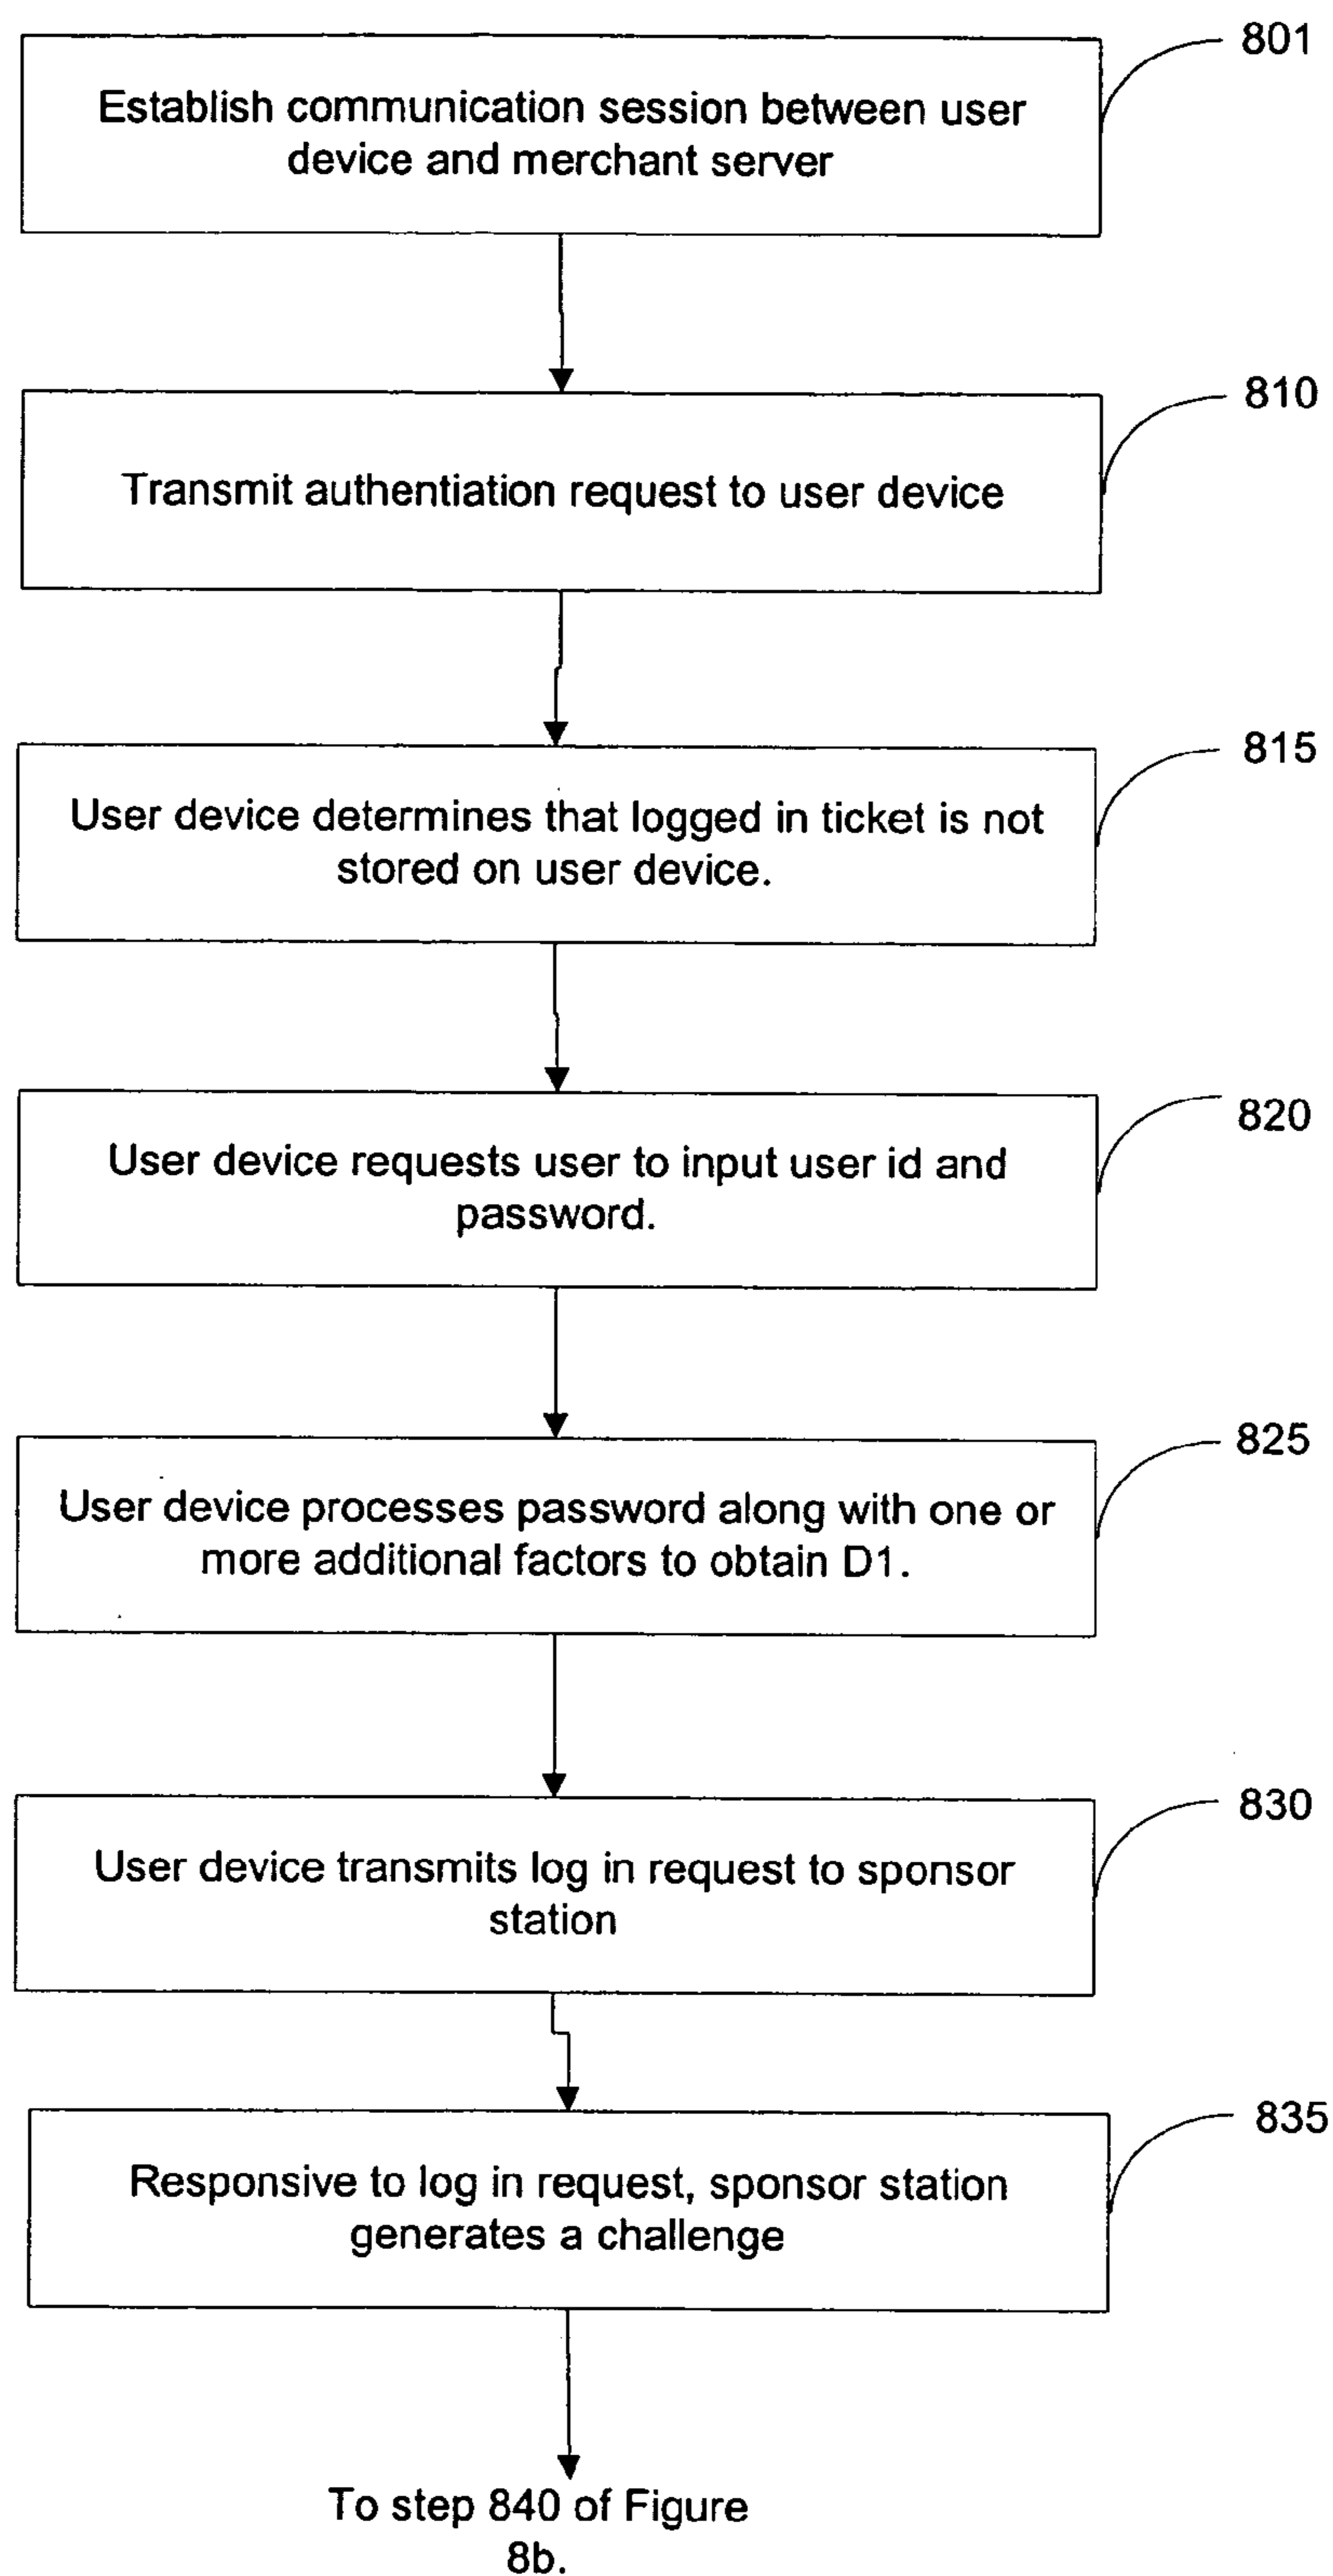 801
Establish communication session between user
device and merchant server
810
Transmit authentiation request to user device
815
User device determines that logged in ticket is not
stored on user device.
820
User device requests user to input user id and
password.
825
User device processes password along with one or
more additional factors to obtain D1.
830
User device transmits log in request to sponsor
station
835
Responsive to log in request, sponsor station
generates a challenge
To step 840 of Figure
8b.